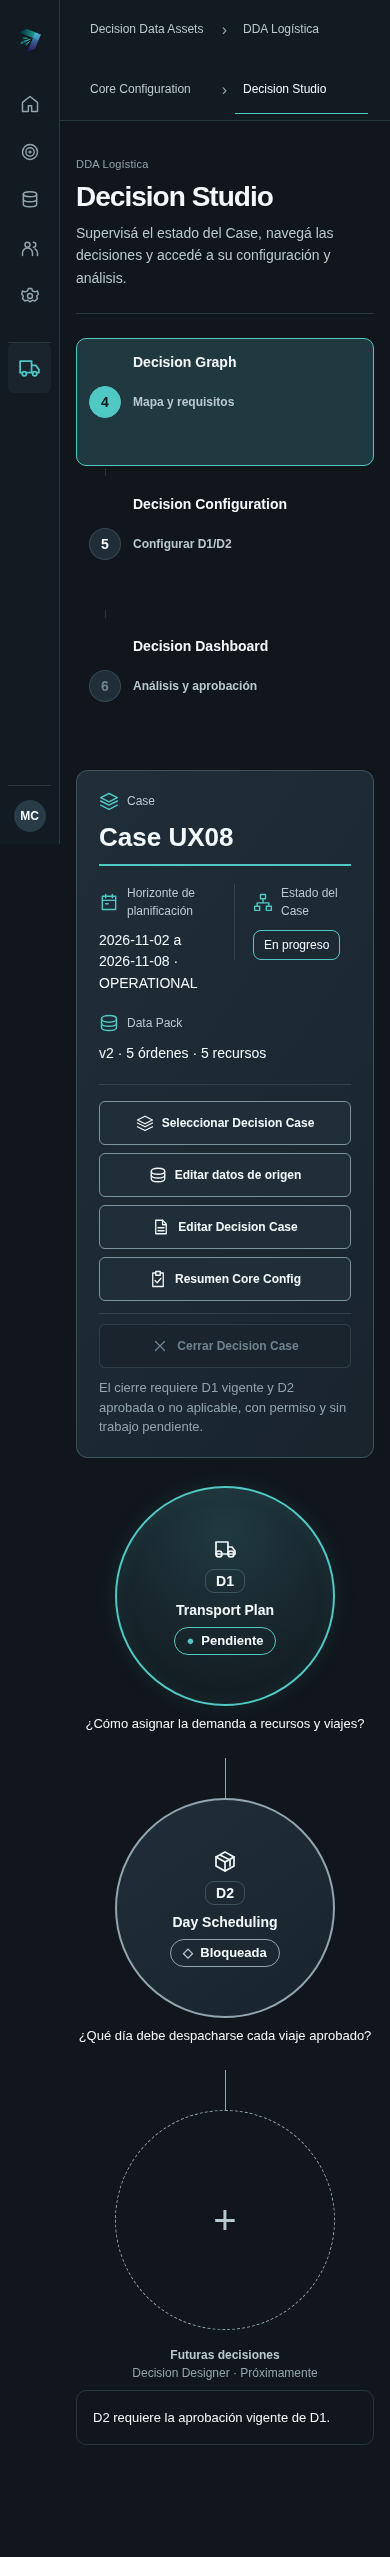 Decision Data Assets › DDA Logística
Core Configuration › Decision Studio
DDA Logística
Decision Studio
Supervisá el estado del Case, navegá las
decisiones y accedé a su configuración y
análisis.
Decision Graph
4 Mapa y requisitos
Decision Configuration
5 Configurar D1/D2
Decision Dashboard
6 Análisis y aprobación
MC
Case
Case UX08
Horizonte de
planificación
2026-11-02 a
2026-11-08 ·
OPERATIONAL
Estado del
Case
En progreso
Data Pack
v2 · 5 órdenes · 5 recursos
Seleccionar Decision Case
Editar datos de origen
Editar Decision Case
Resumen Core Config
Cerrar Decision Case
El cierre requiere D1 vigente y D2
aprobada o no aplicable, con permiso y sin
trabajo pendiente.
D1
Transport Plan
Pendiente
¿Cómo asignar la demanda a recursos y viajes?
D2
Day Scheduling
Bloqueada
¿Qué día debe despacharse cada viaje aprobado?
Futuras decisiones
Decision Designer · Próximamente
D2 requiere la aprobación vigente de D1.